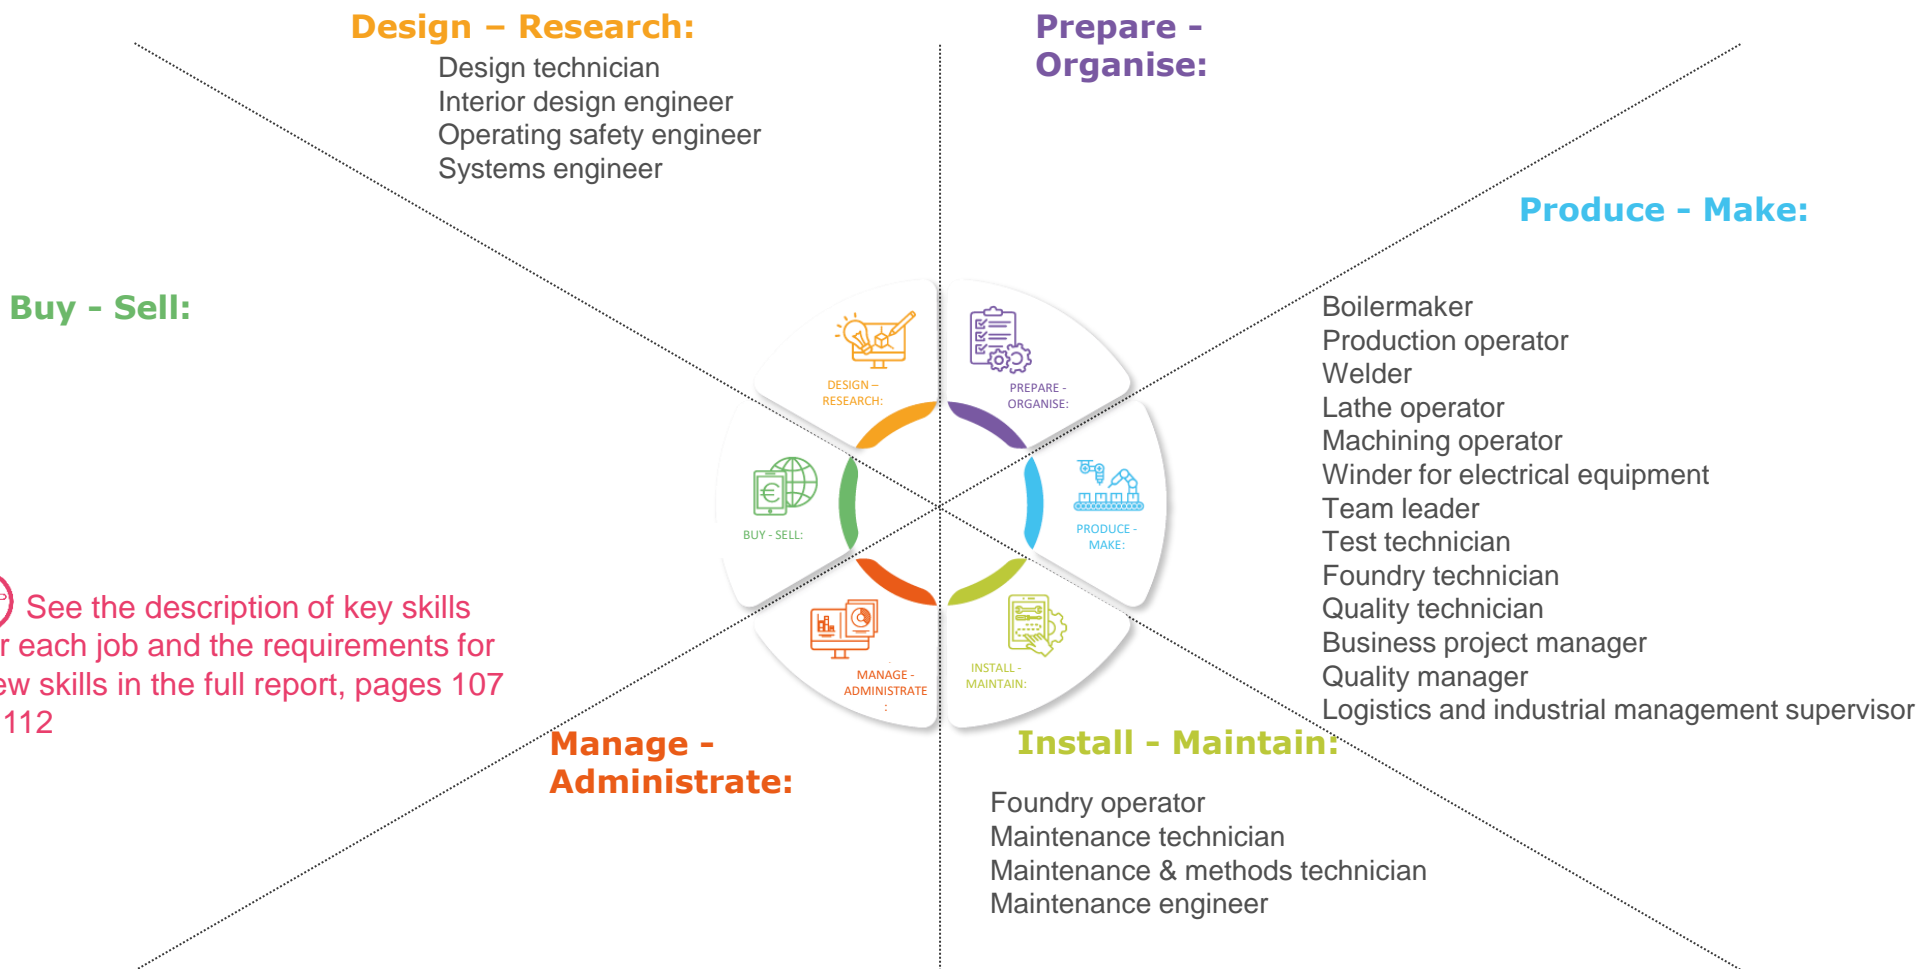 Design – Research:
Design technician
Interior design engineer
Operating safety engineer
Systems engineer
Prepare -
Organise:
Produce - Make:
Boilermaker
Production operator
Welder
Lathe operator
Machining operator
Winder for electrical equipment
Team leader
Test technician
Foundry technician
Quality technician
Business project manager
Quality manager
Logistics and industrial management supervisor
Buy - Sell:
DESIGN –
RESEARCH:
PREPARE -
ORGANISE:
BUY - SELL:
PRODUCE -
MAKE:
MANAGE -
ADMINISTRATE
:
INSTALL -
MAINTAIN:
See the description of key skills
r each job and the requirements for
ew skills in the full report, pages 107
112
Manage -
Administrate:
Install - Maintain:
Foundry operator
Maintenance technician
Maintenance & methods technician
Maintenance engineer